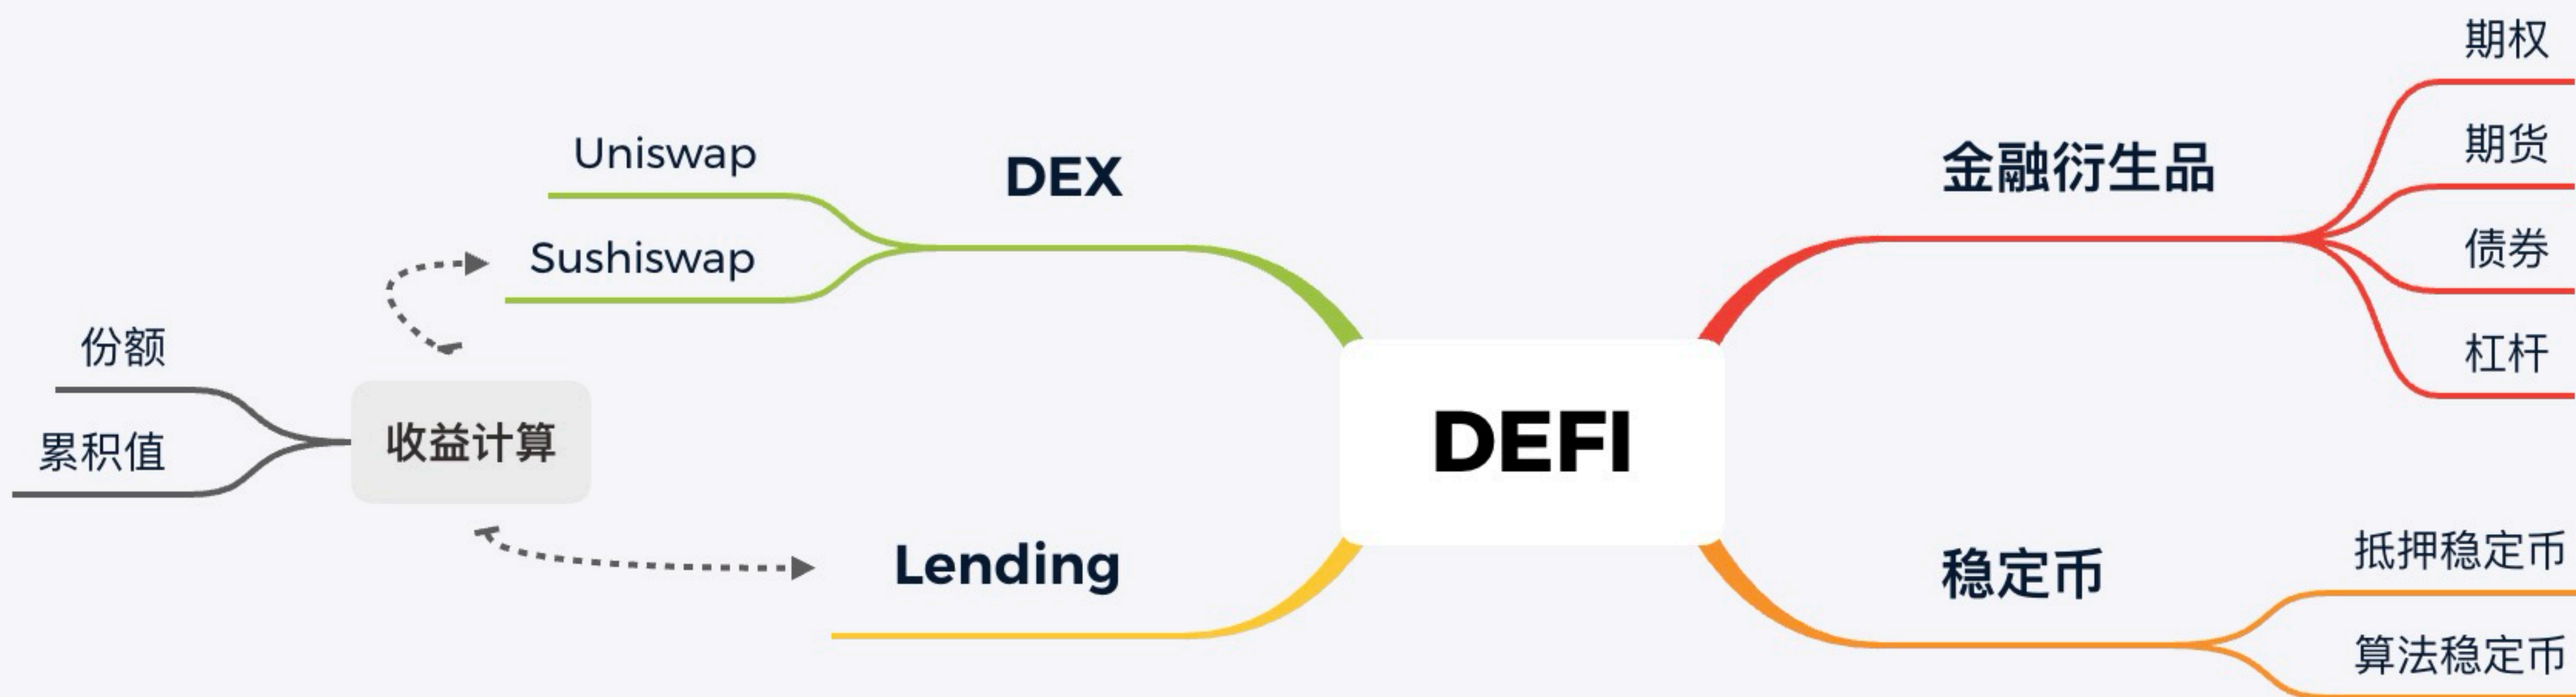 DEFI
DEX
Uniswap
Sushiswap
Lending
收益计算
份额
累积值
金融衍生品
期权
期货
债券
杠杆
稳定币
抵押稳定币
算法稳定币